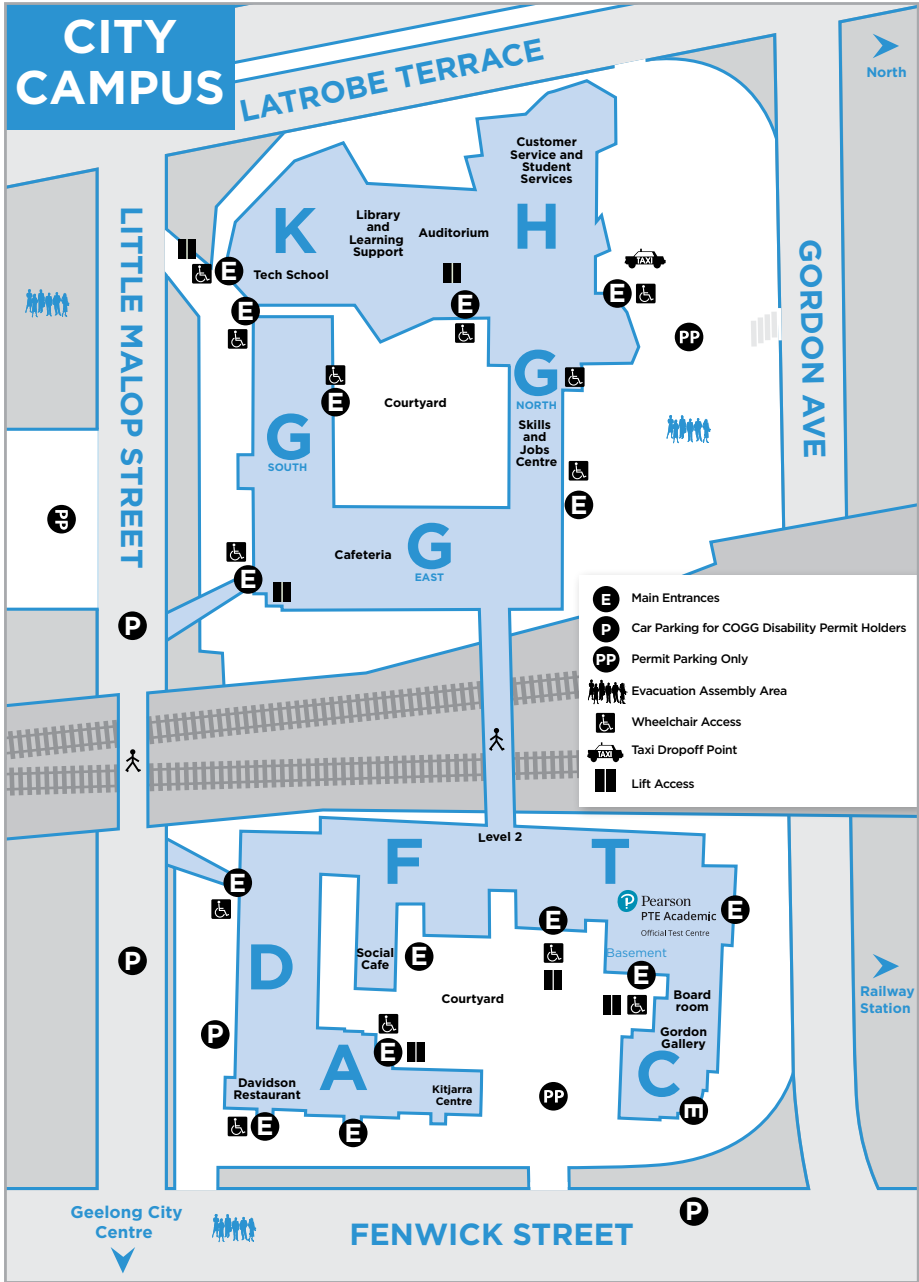 CITY
CAMPUS
LATROBE TERRACE
North
Customer
Service and
Student
Services
K
Library
and
Learning
Support
Auditorium
H
Tech School
LITTLE MALOP STREET
GORDON AVE
E
TAXI
E
E
E
E
PP
G
NORTH
E
Courtyard
Skills
and
Jobs
Centre
G
SOUTH
E
PP
Cafeteria
G
EAST
E
P
E
Main Entrances
P
Car Parking for COGG Disability Permit Holders
PP
Permit Parking Only
Evacuation Assembly Area
Wheelchair Access
TAXI
Taxi Dropoff Point
Lift Access
Level 2
F
T
E
Pearson
PTE Academic
Official Test Centre
E
E
P
D
Social
Cafe
E
Basement
E
Courtyard
Board
room
Railway
Station
P
Gordon
Gallery
E
A
C
Davidson
Restaurant
Kitjarra
Centre
PP
E
E
E
P
Geelong City
Centre
FENWICK STREET